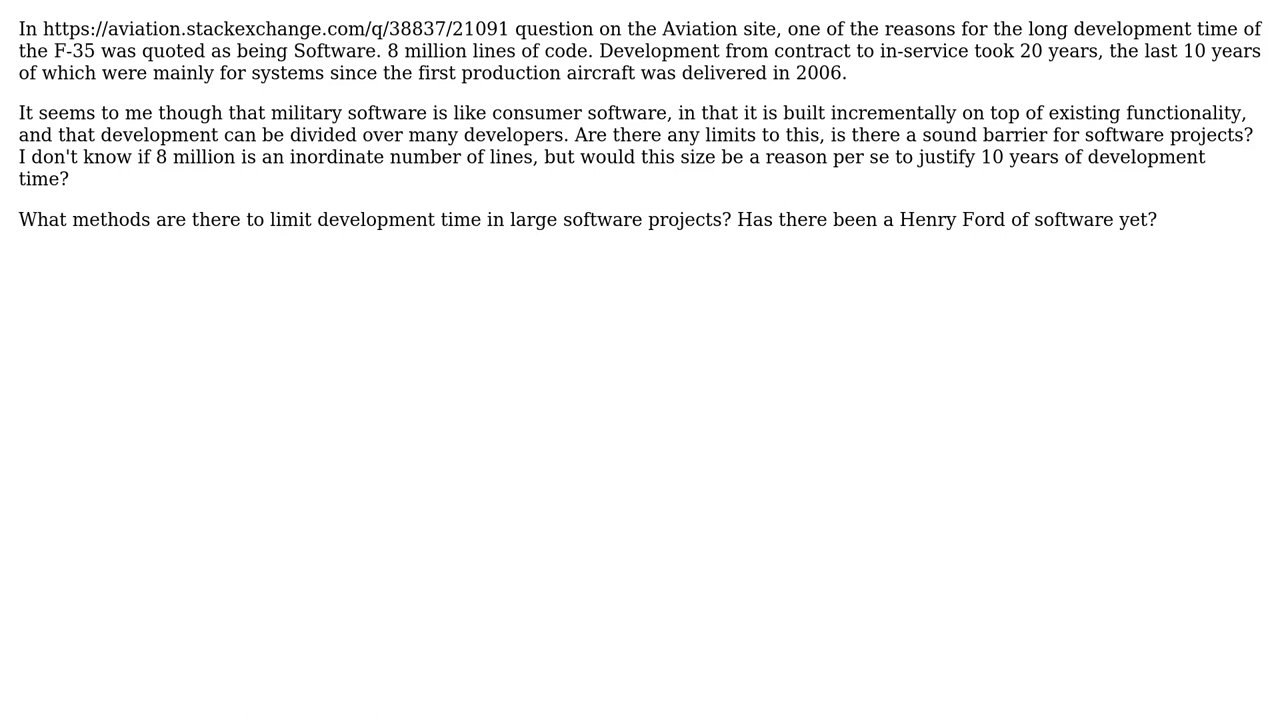 In https://aviation.stackexchange.com/q/38837/21091 question on the Aviation site, one of the reasons for the long development time of
the F-35 was quoted as being Software. 8 million lines of code. Development from contract to in-service took 20 years, the last 10 years
of which were mainly for systems since the first production aircraft was delivered in 2006.
It seems to me though that military software is like consumer software, in that it is built incrementally on top of existing functionality,
and that development can be divided over many developers. Are there any limits to this, is there a sound barrier for software projects?
I don't know if 8 million is an inordinate number of lines, but would this size be a reason per se to justify 10 years of development
time?
What methods are there to limit development time in large software projects? Has there been a Henry Ford of software yet?